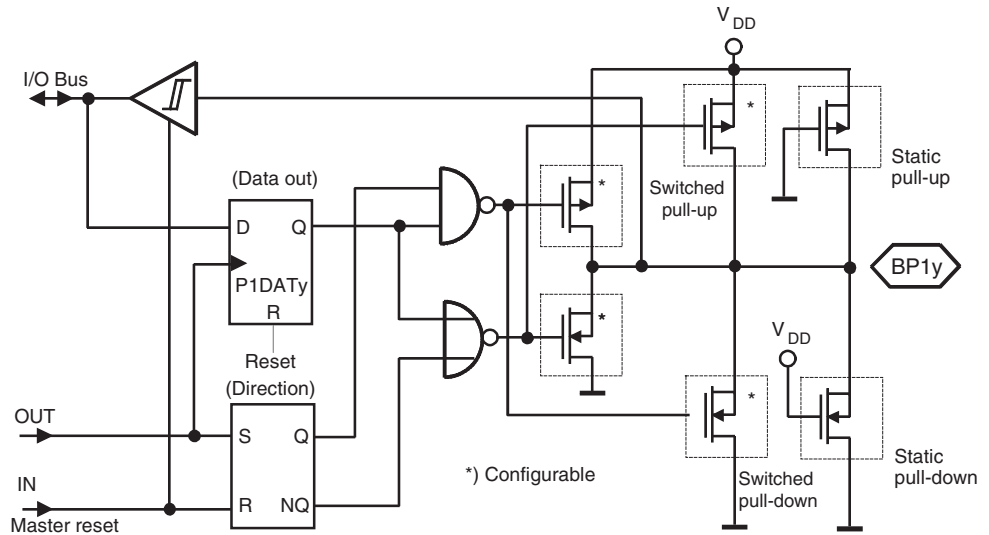 V DD
I/O Bus
*
*
Static
pull-up
Switched
pull-up
(Data out)
D
Q
P1DATy
R
BP1y
*
V DD
Reset
(Direction)
OUT
S
Q
*
*) Configurable
Static
pull-down
Switched
pull-down
IN
R
NQ
Master reset